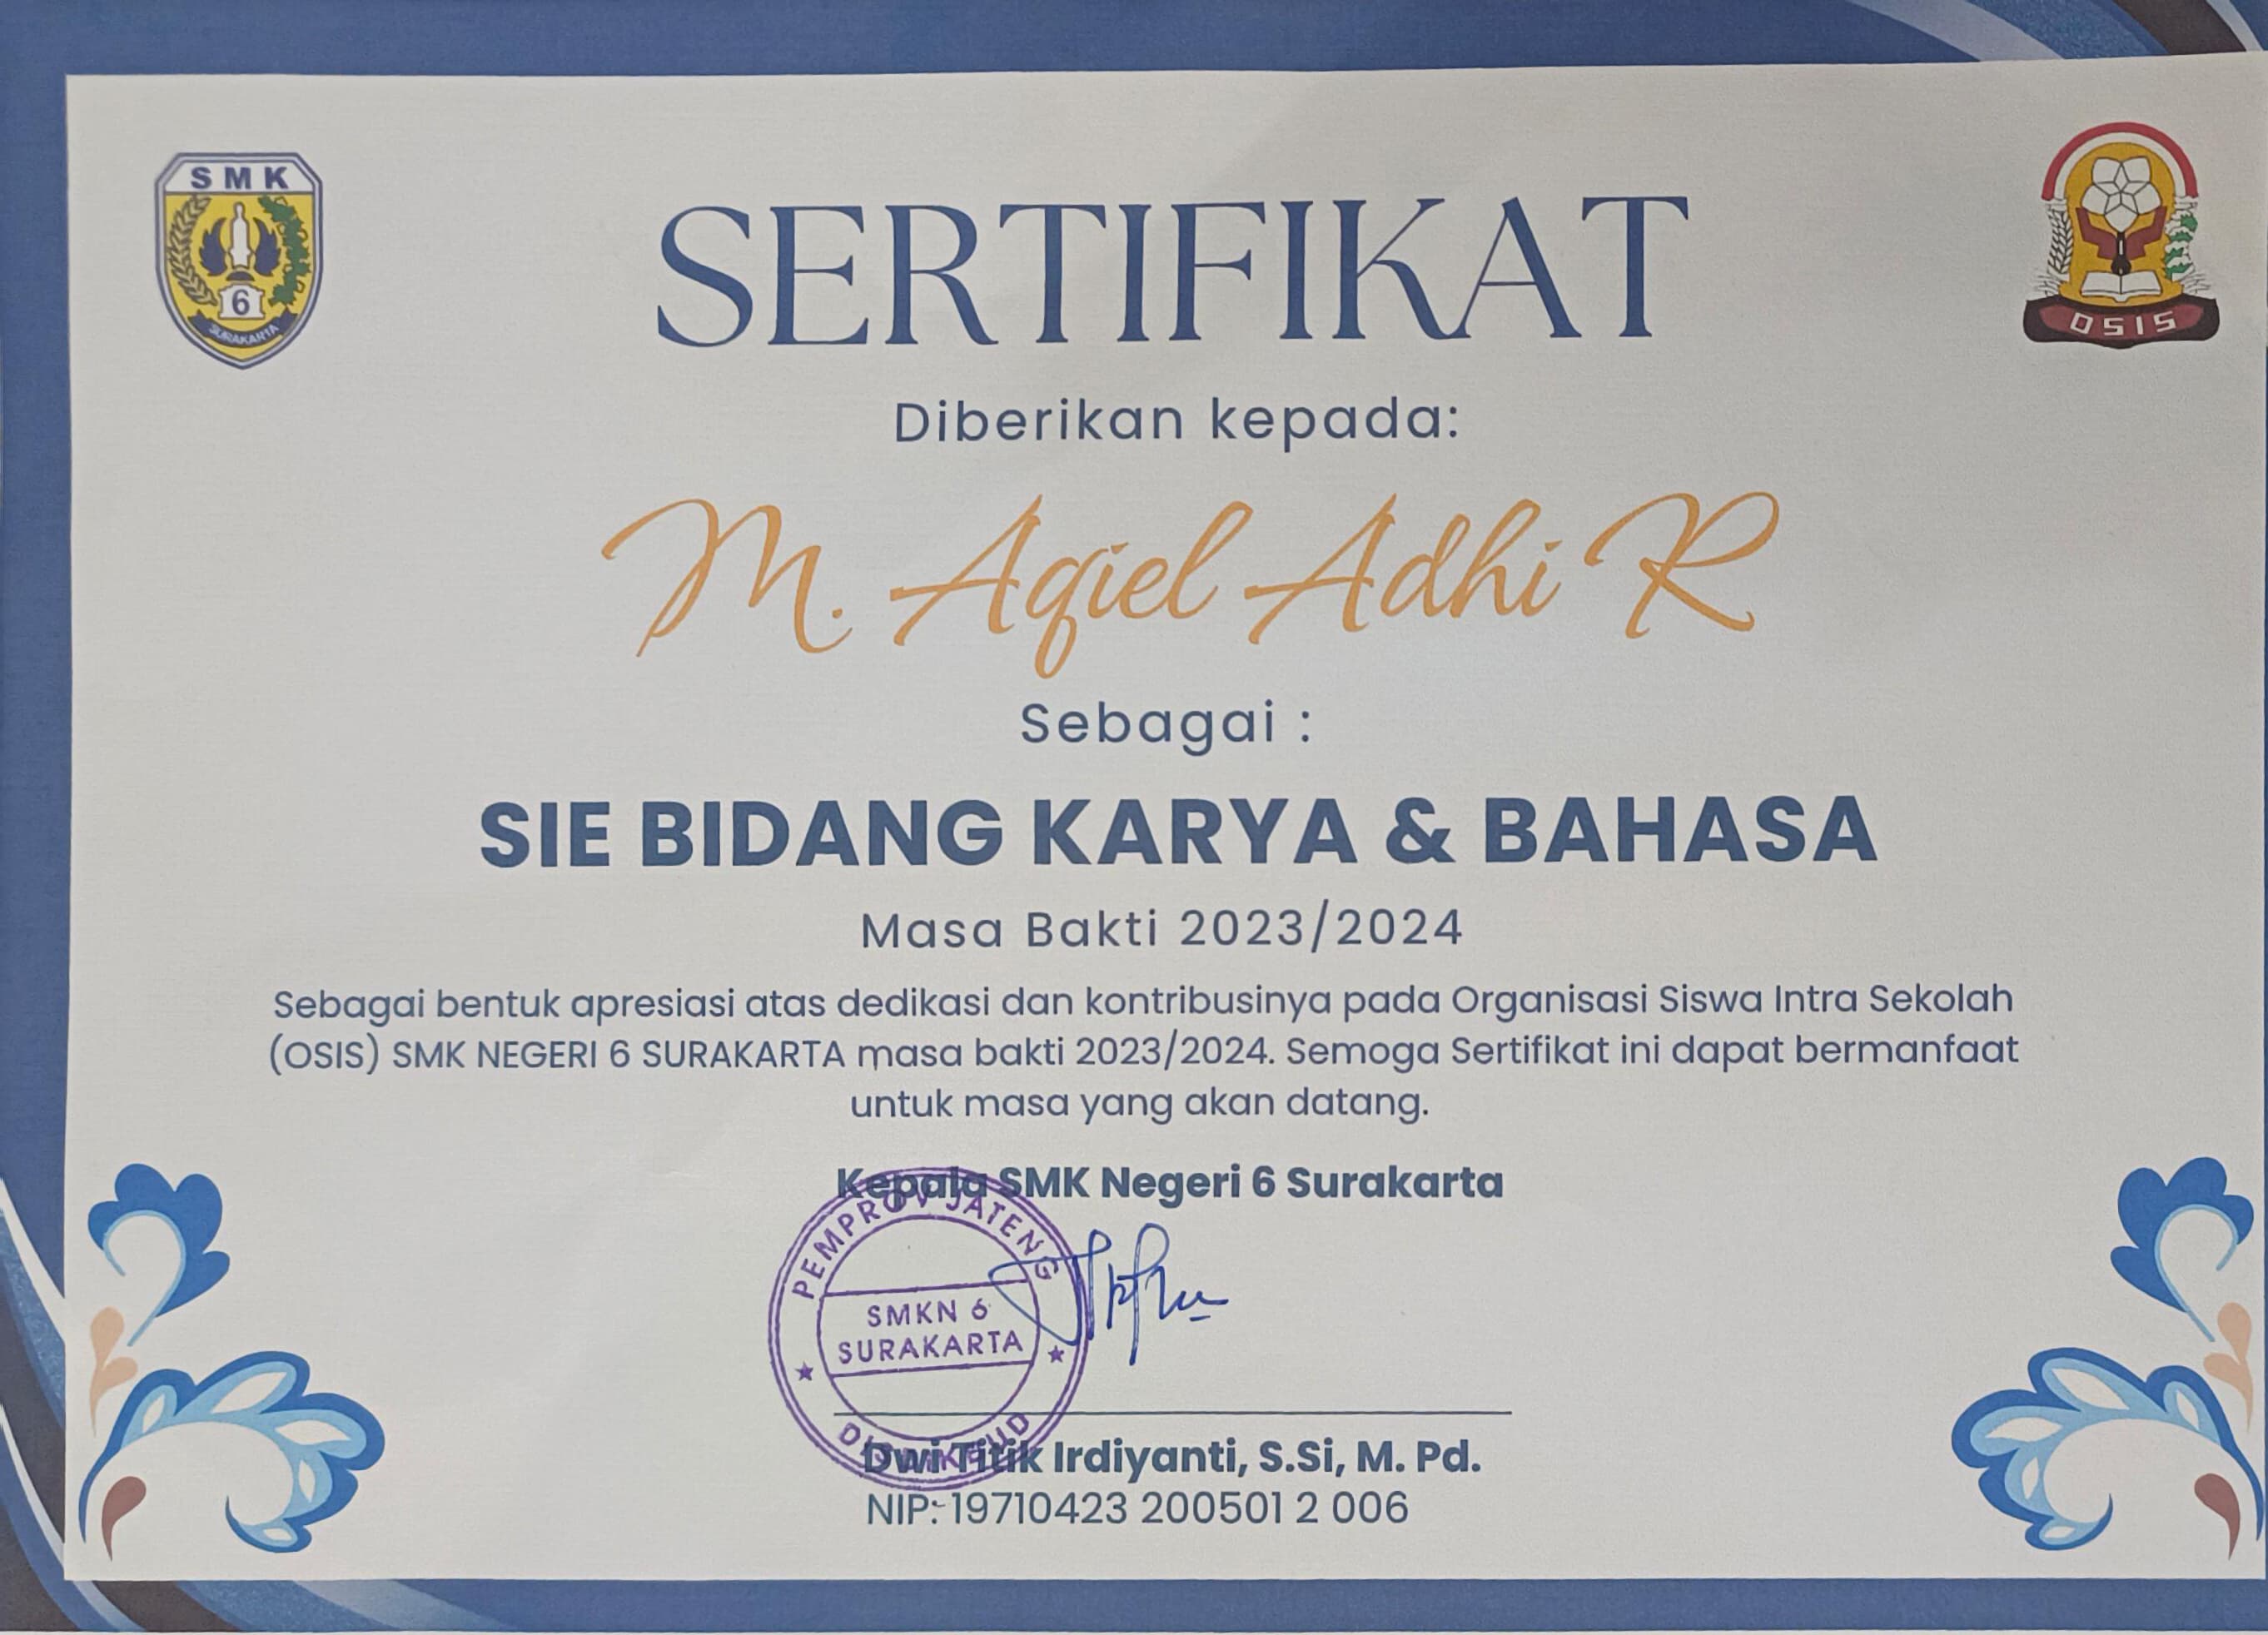 SMK
6
SURAKARTA
OSIS
SERTIFIKAT
Diberikan kepada:
M. Aqiel Adhi R
Sebagai :
SIE BIDANG KARYA & BAHASA
Masa Bakti 2023/2024
Sebagai bentuk apresiasi atas dedikasi dan kontribusinya pada Organisasi Siswa Intra Sekolah
(OSIS) SMK NEGERI 6 SURAKARTA masa bakti 2023/2024. Semoga Sertifikat ini dapat bermanfaat
untuk masa yang akan datang.
Kepala SMK Negeri 6 Surakarta
PEMPROV JATENG
SMKN 6
SURAKARTA
Dwi Titik Irdiyanti, S.Si, M. Pd.
NIP: 19710423 200501 2 006